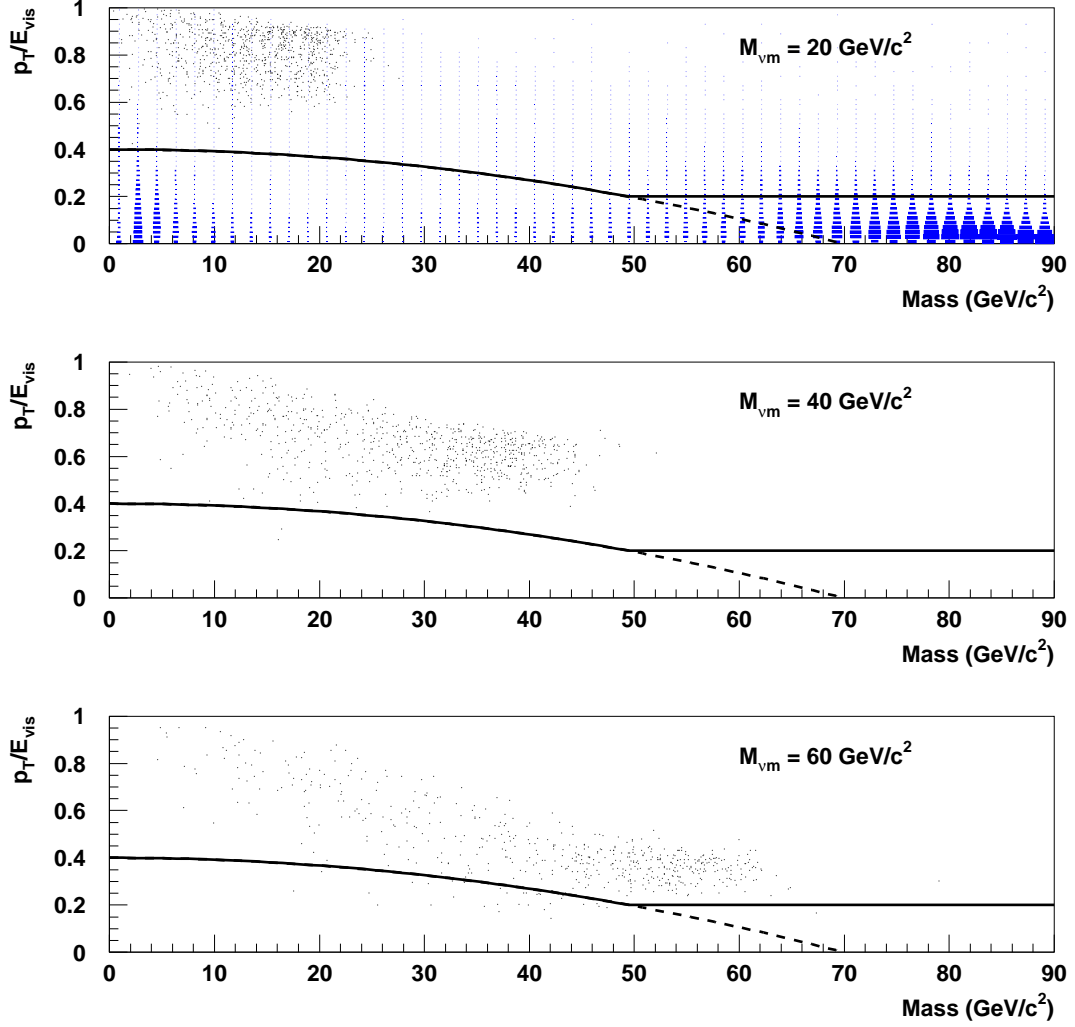 p_T/E_vis
1
0.8
0.6
0.4
0.2
0
M_νm = 20 GeV/c²
0 10 20 30 40 50 60 70 80 90
Mass (GeV/c²)
p_T/E_vis
1
0.8
0.6
0.4
0.2
0
M_νm = 40 GeV/c²
0 10 20 30 40 50 60 70 80 90
Mass (GeV/c²)
p_T/E_vis
1
0.8
0.6
0.4
0.2
0
M_νm = 60 GeV/c²
0 10 20 30 40 50 60 70 80 90
Mass (GeV/c²)